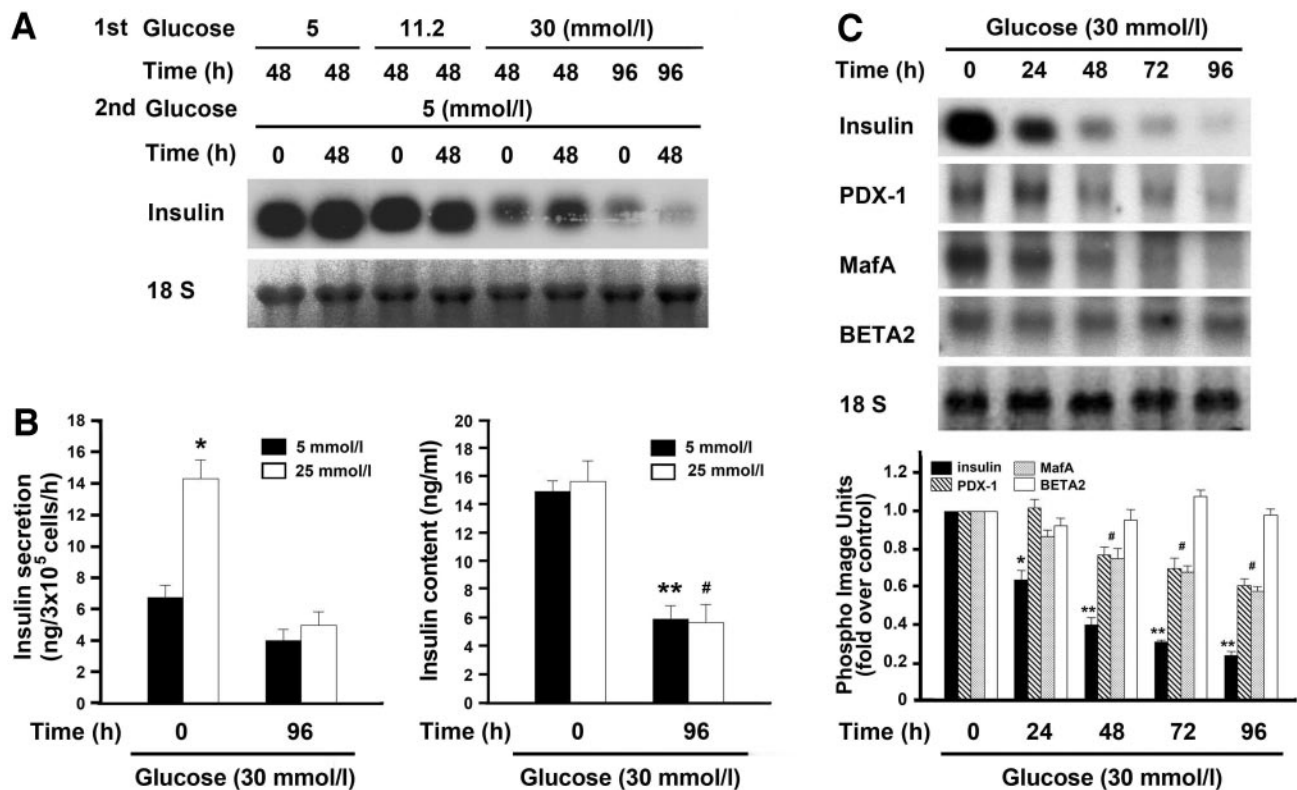 A
1st Glucose 5 11.2 30 (mmol/l)
Time (h) 48 48 48 48 48 48 96 96
2nd Glucose 5 (mmol/l)
Time (h) 0 48 0 48 0 48 0 48
Insulin
18 S
B
18
16
14
12
10
8
6
4
2
0
Insulin secretion
(ng/3x10⁵ cells/h)
*
5 mmol/l
25 mmol/l
Time (h) 0 96
Glucose (30 mmol/l)
20
18
16
14
12
10
8
6
4
2
0
Insulin content (ng/ml)
5 mmol/l
25 mmol/l
** #
Time (h) 0 96
Glucose (30 mmol/l)
C
Glucose (30 mmol/l)
Time (h) 0 24 48 72 96
Insulin
PDX-1
MafA
BETA2
18 S
1.2
1.0
0.8
0.6
0.4
0.2
0
Phospho Image Units
(fold over control)
insulin MafA
PDX-1 BETA2
*
** #
** #
** #
Time (h) 0 24 48 72 96
Glucose (30 mmol/l)